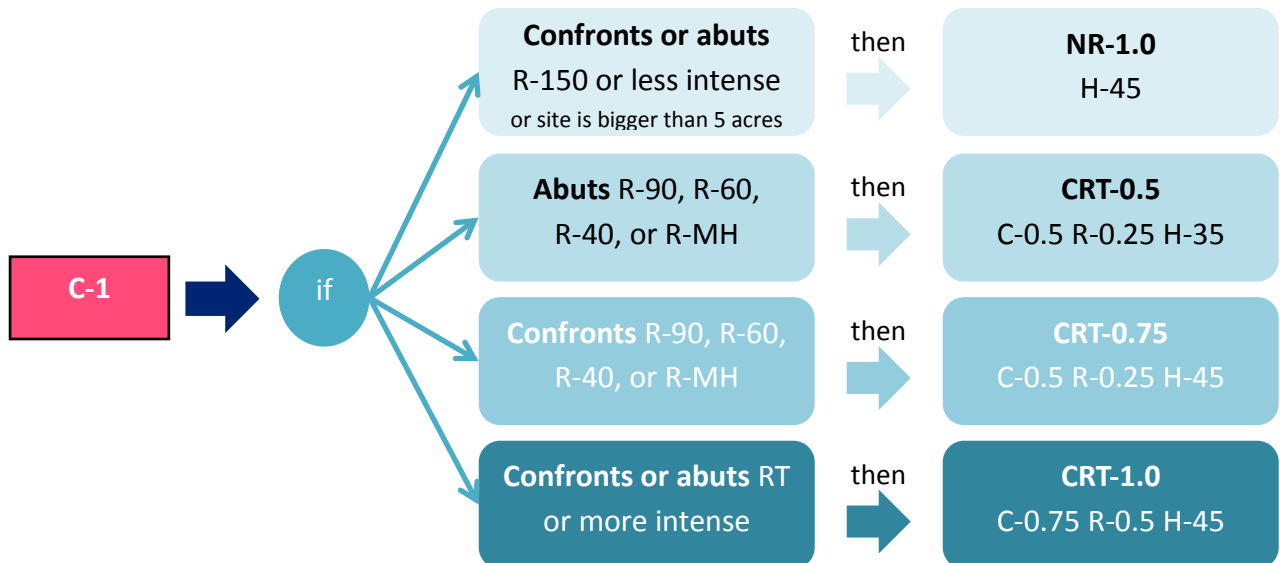 Confronts or abuts
R-150 or less intense
or site is bigger than 5 acres
then
NR-1.0
H-45
Abuts R-90, R-60,
R-40, or R-MH
then
CRT-0.5
C-0.5 R-0.25 H-35
C-1
if
Confronts R-90, R-60,
R-40, or R-MH
then
CRT-0.75
C-0.5 R-0.25 H-45
Confronts or abuts RT
or more intense
then
CRT-1.0
C-0.75 R-0.5 H-45